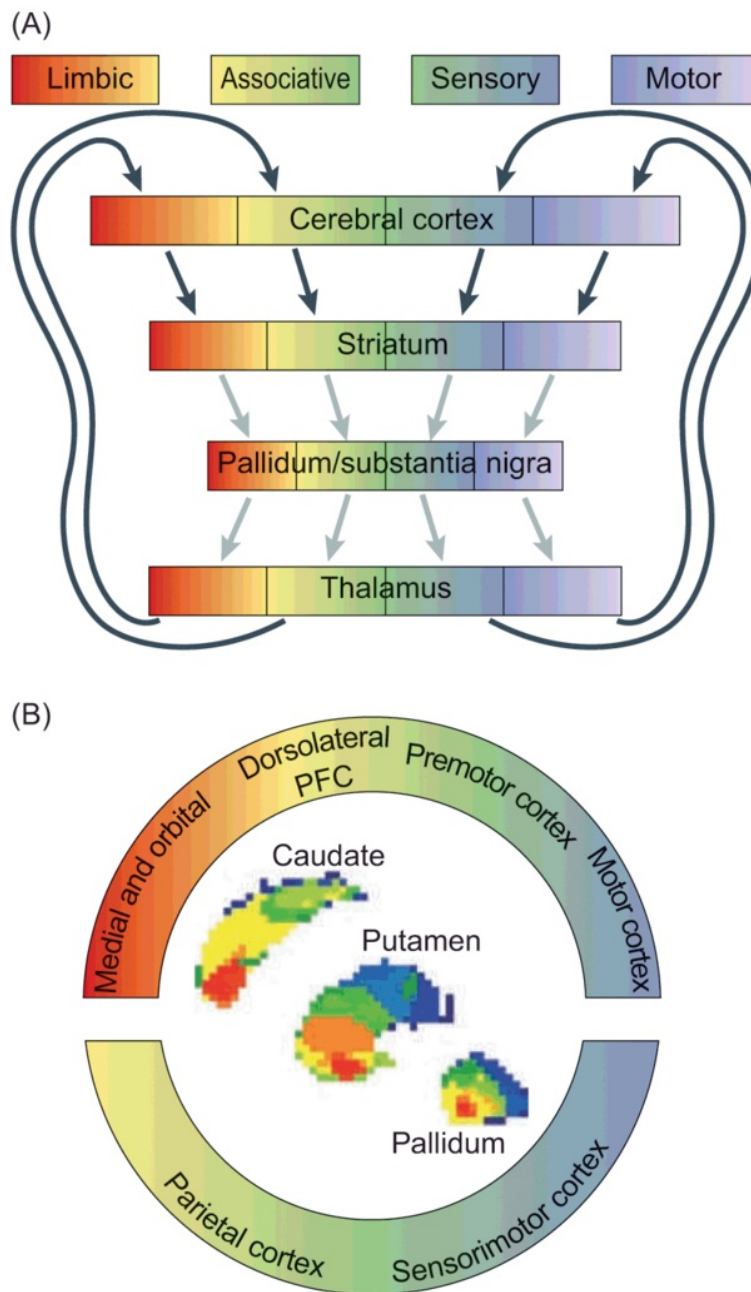 (A)
Limbic Associative Sensory Motor
Cerebral cortex
Striatum
Pallidum/substantia nigra
Thalamus
(B)
Medial and orbital
Dorsolateral
PFC
Premotor cortex
Motor cortex
Caudate
Putamen
Pallidum
Parietal cortex
Sensorimotor cortex